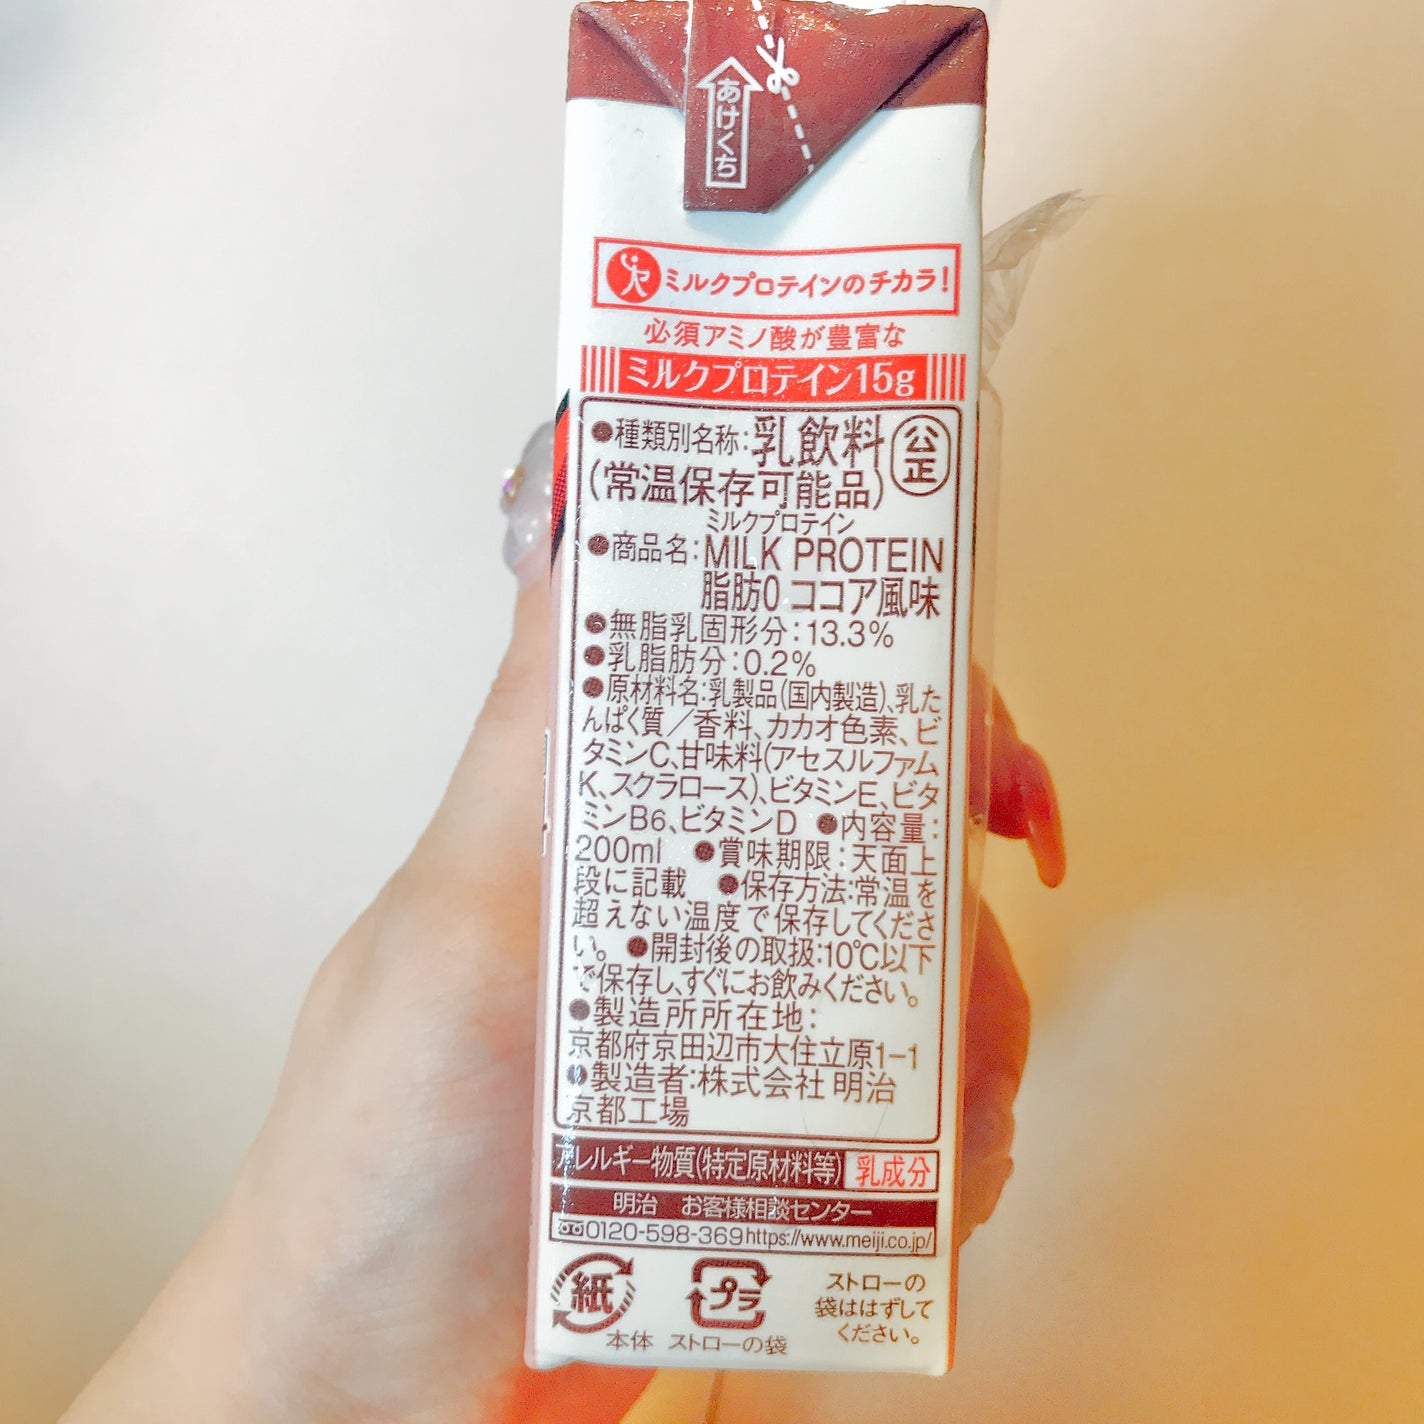 あけくち
ミルクプロテインのチカラ！
必須アミノ酸が豊富な
ミルクプロテイン15g
●種類別名称：乳飲料 公正
（常温保存可能品）
ミルクプロテイン
●商品名：MILK PROTEIN
脂肪0 ココア風味
●無脂乳固形分：13.3%
●乳脂肪分：0.2%
●原材料名：乳製品（国内製造）、乳た
んぱく質／香料、カカオ色素、ビ
タミンC、甘味料（アセスルファム
K、スクラロース）、ビタミンE、ビタ
ミンB6、ビタミンD ●内容量：
200ml ●賞味期限：天面上
段に記載 ●保存方法：常温を
超えない温度で保存してくださ
い。 ●開封後の取扱：10℃以下
で保存し、すぐにお飲みください。
●製造所所在地：
京都府京田辺市大住立原1-1
●製造者：株式会社 明治
京都工場
アレルギー物質（特定原材料等） 乳成分
明治 お客様相談センター
0120-598-369 https://www.meiji.co.jp/
紙 プラ
本体 ストローの袋
ストローの
袋ははずして
ください。